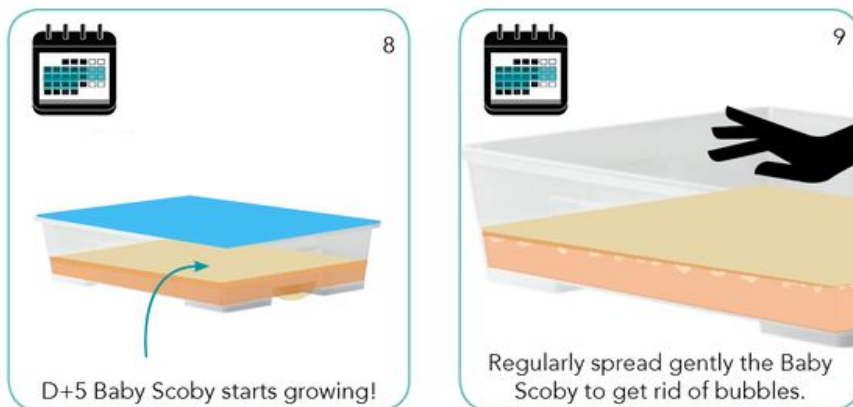 8
D+5 Baby Scoby starts growing!
9
Regularly spread gently the Baby
Scoby to get rid of bubbles.